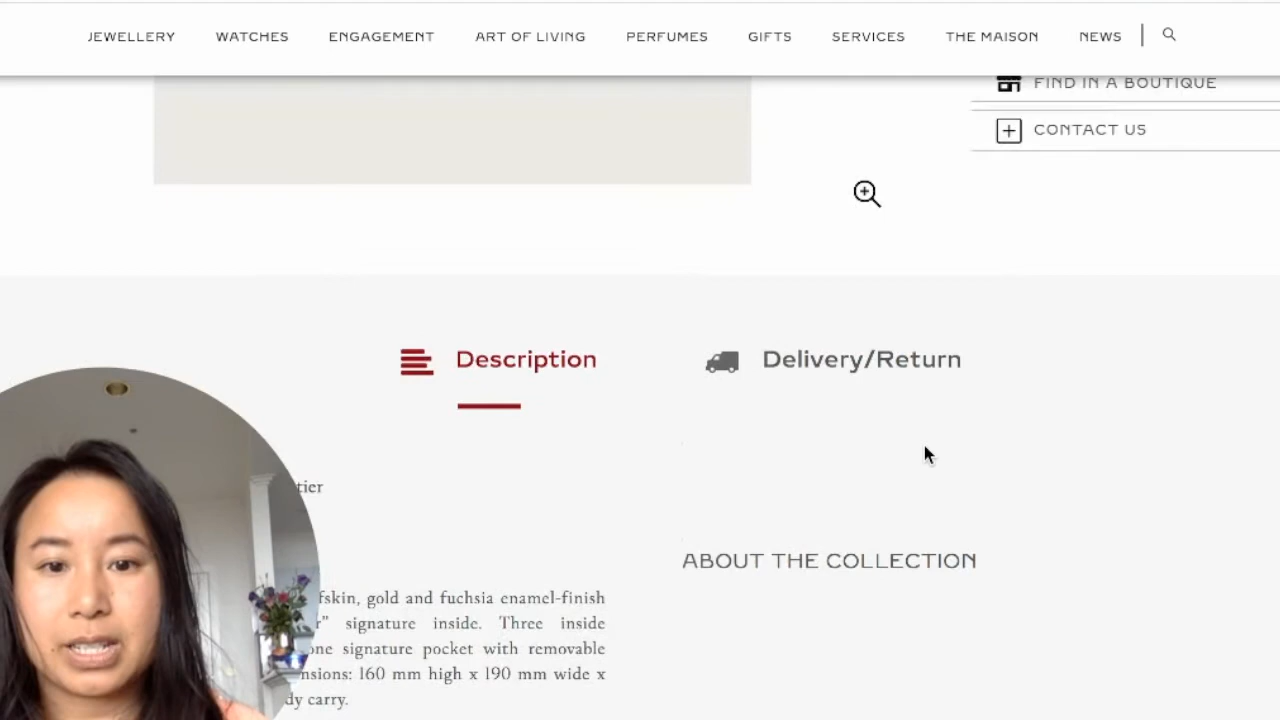 JEWELLERY WATCHES ENGAGEMENT ART OF LIVING PERFUMES GIFTS SERVICES THE MAISON NEWS
FIND IN A BOUTIQUE
CONTACT US
Description Delivery/Return
tier
ABOUT THE COLLECTION
fskin, gold and fuchsia enamel-finish
r” signature inside. Three inside
one signature pocket with removable
nsions: 160 mm high x 190 mm wide x
dy carry.